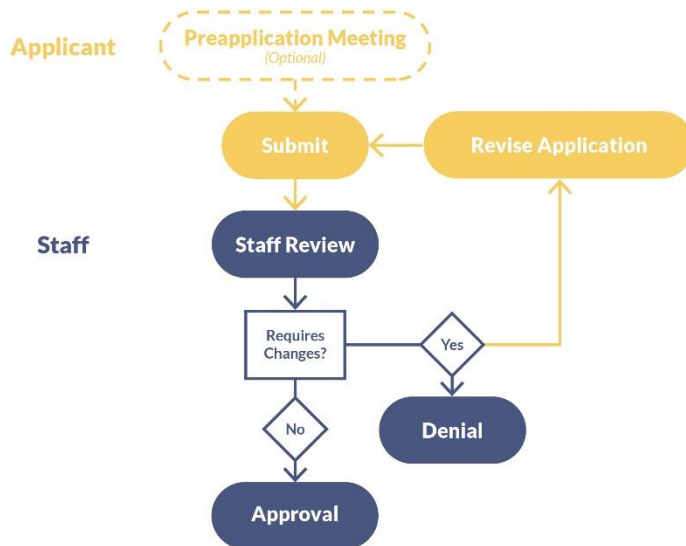 Applicant
Preapplication Meeting
(Optional)
Submit
Revise Application
Staff
Staff Review
Requires
Changes?
Yes
No
Denial
Approval